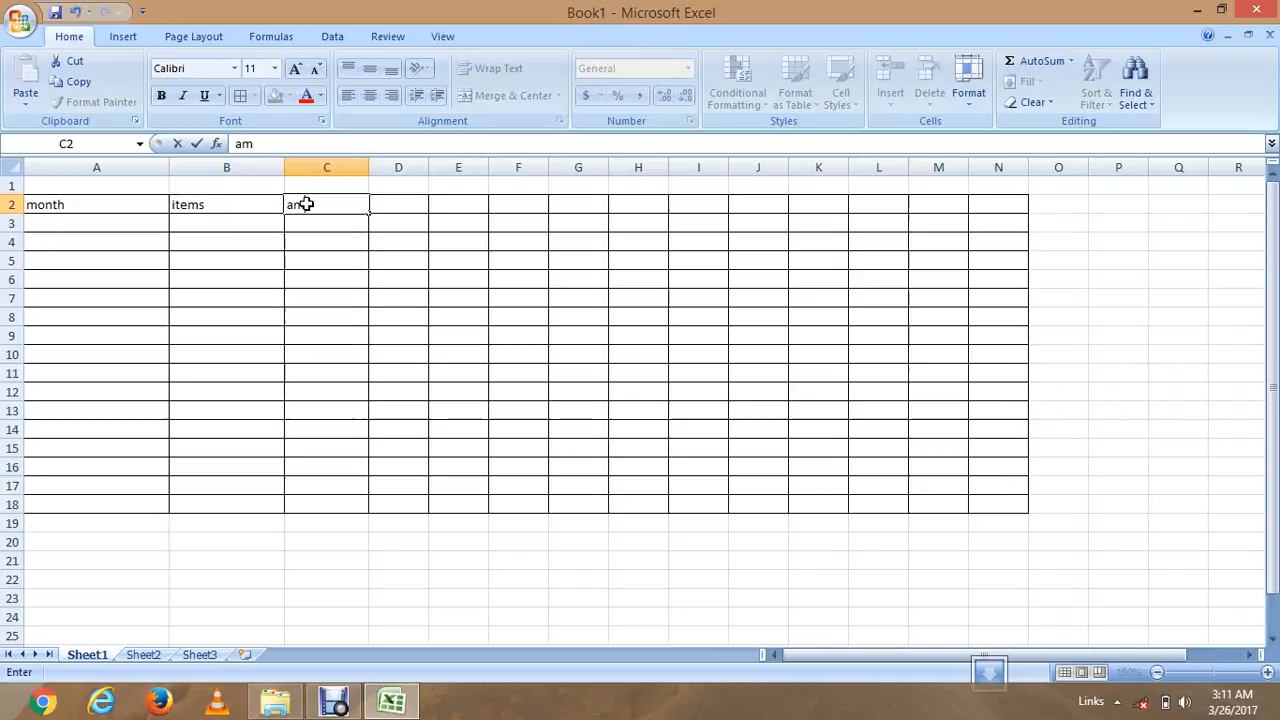 Book1 - Microsoft Excel
Home Insert Page Layout Formulas Data Review View
Paste
Cut
Copy
Format Painter
Clipboard
Calibri 11
B I U
Font
Wrap Text
Merge & Center
Alignment
General
$ % ,
Number
Conditional Formatting
Format as Table
Cell Styles
Styles
Insert
Delete
Format
Cells
Σ AutoSum
Fill
Clear
Sort & Filter
Find & Select
Editing
C2 fx am
A B C D E F G H I J K L M N O P Q R
1
2 month items am
3
4
5
6
7
8
9
10
11
12
13
14
15
16
17
18
19
20
21
22
23
24
25
Sheet1 Sheet2 Sheet3
Enter 100%
Links 3:11 AM
3/26/2017